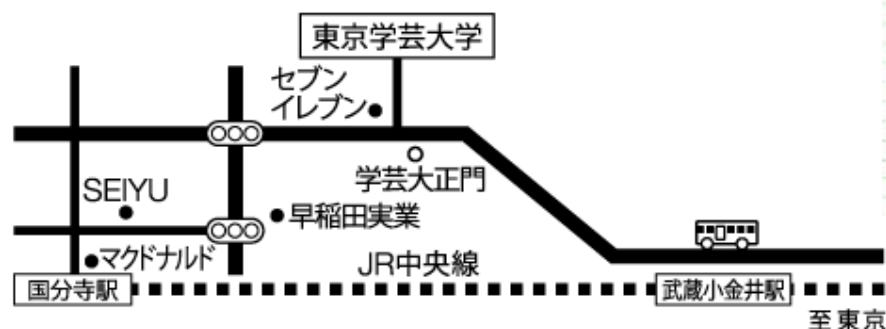 東京学芸大学
セブン
イレブン
学芸大正門
SEIYU
早稲田実業
マクドナルド
JR中央線
国分寺駅
武蔵小金井駅
至東京